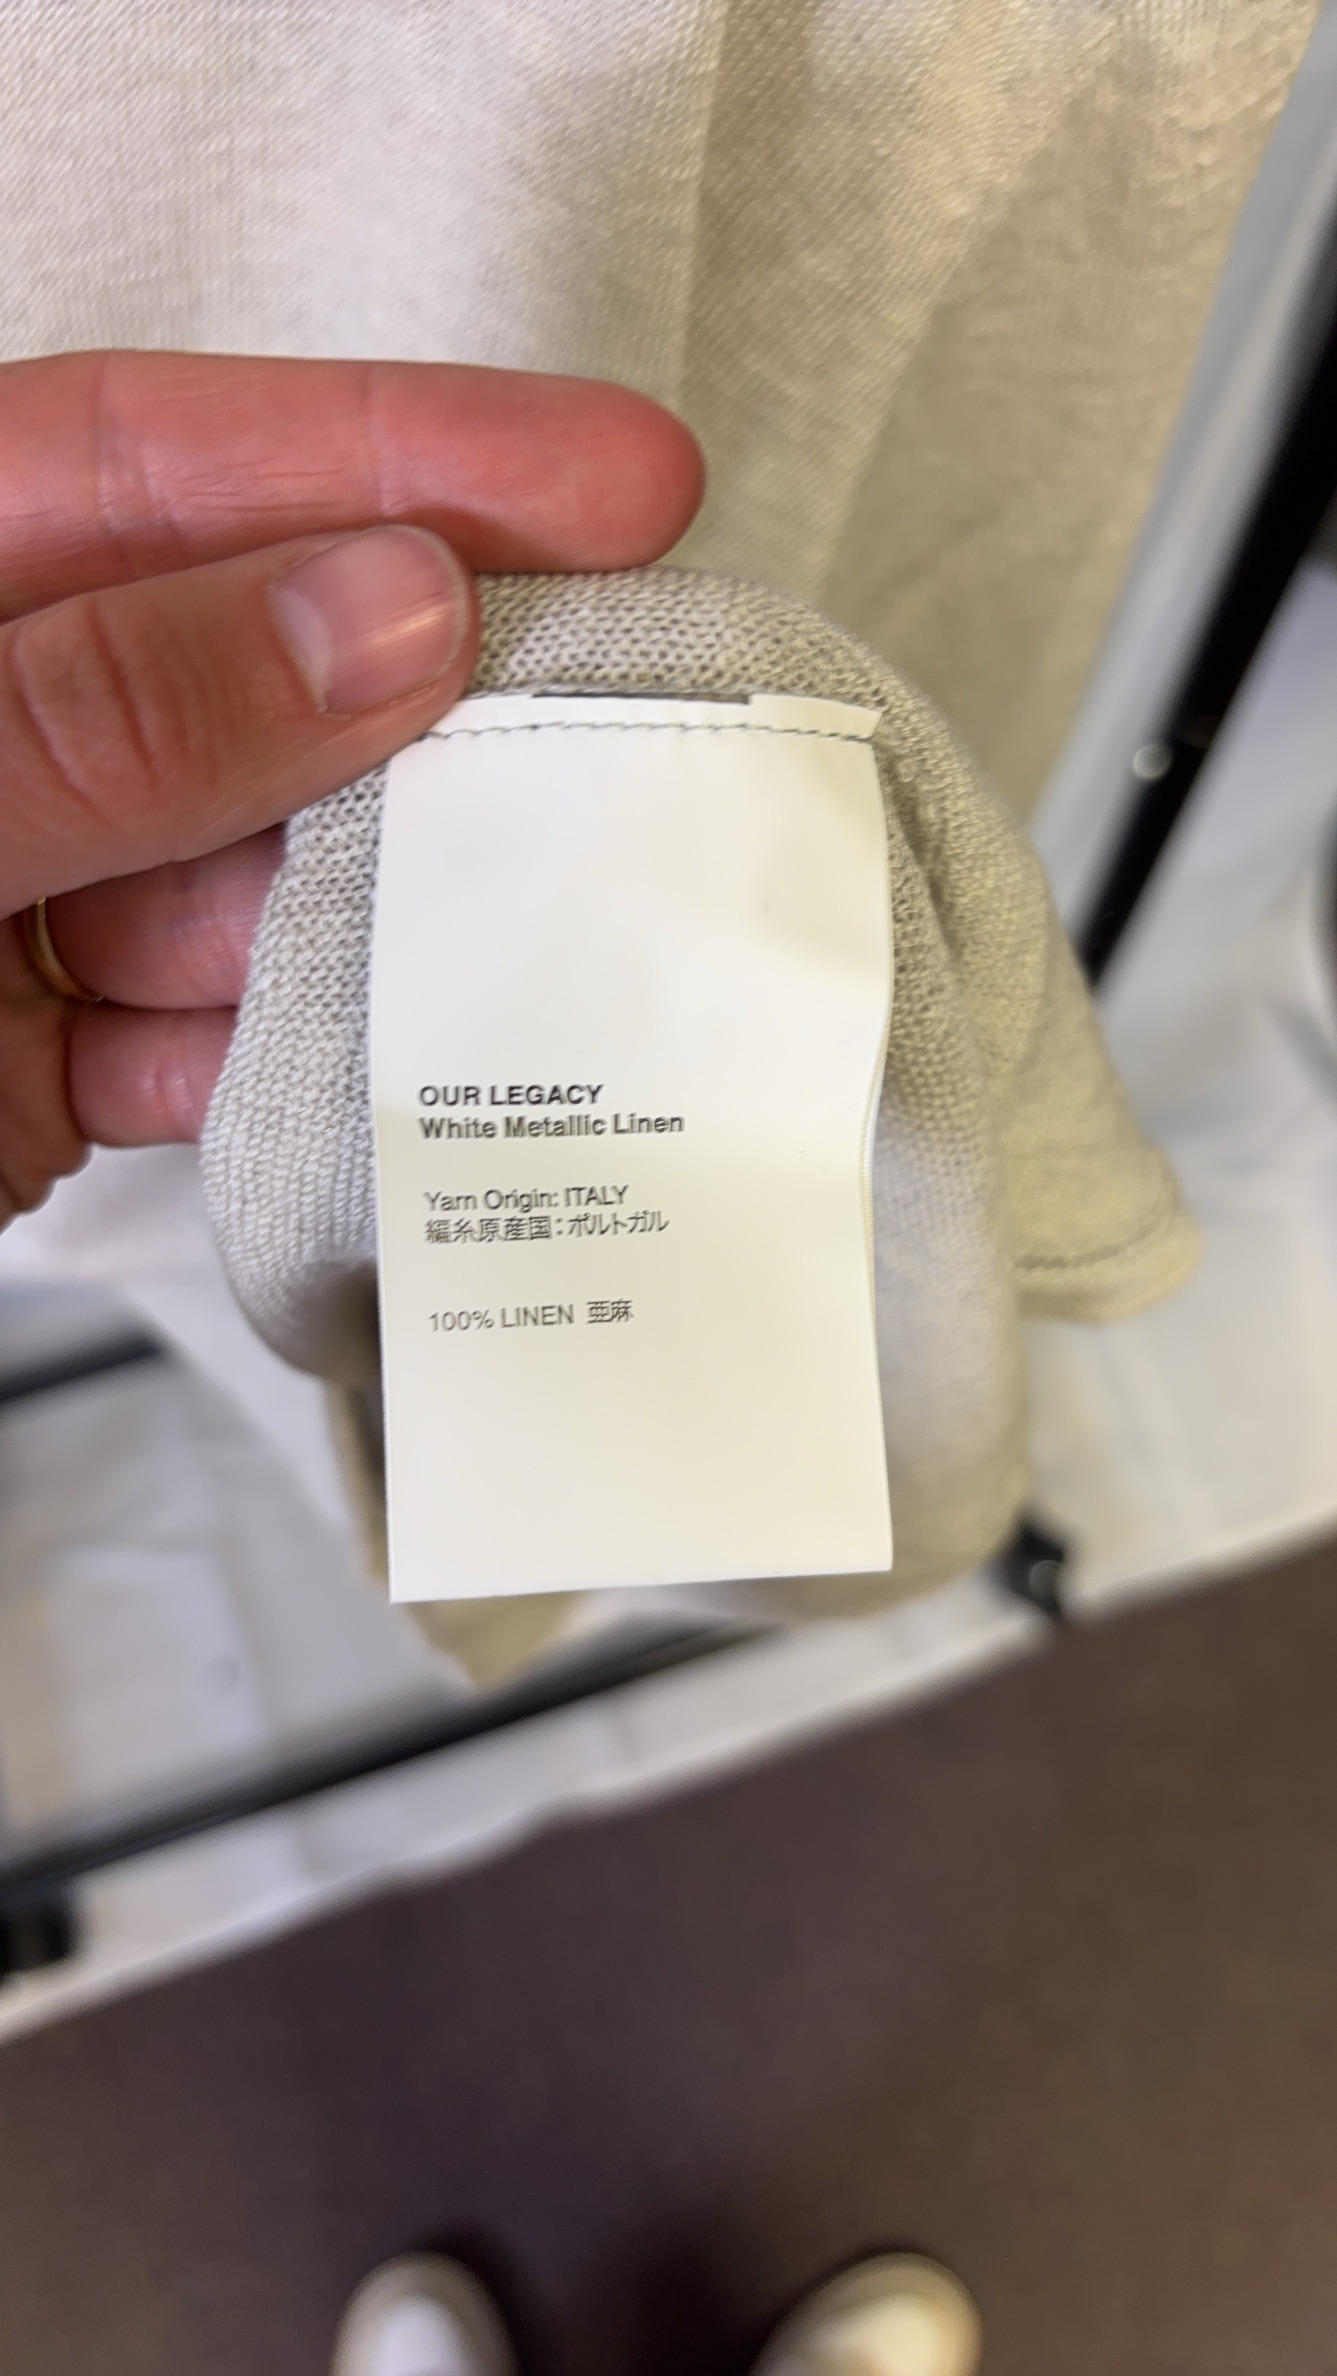 OUR LEGACY
White Metallic Linen
Yarn Origin: ITALY
編糸原産国：ポルトガル
100% LINEN 亜麻